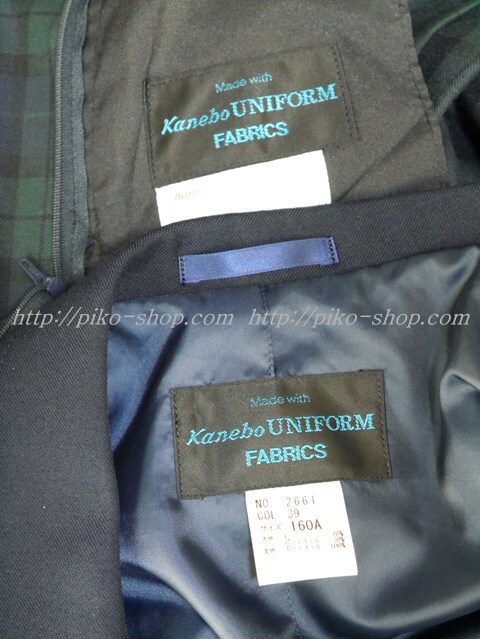 Made with
Kanebo UNIFORM
FABRICS
http://piko-shop.com http://piko-shop.com
Made with
Kanebo UNIFORM
FABRICS
NO 2661
COL 39
サイズ 160A
100%